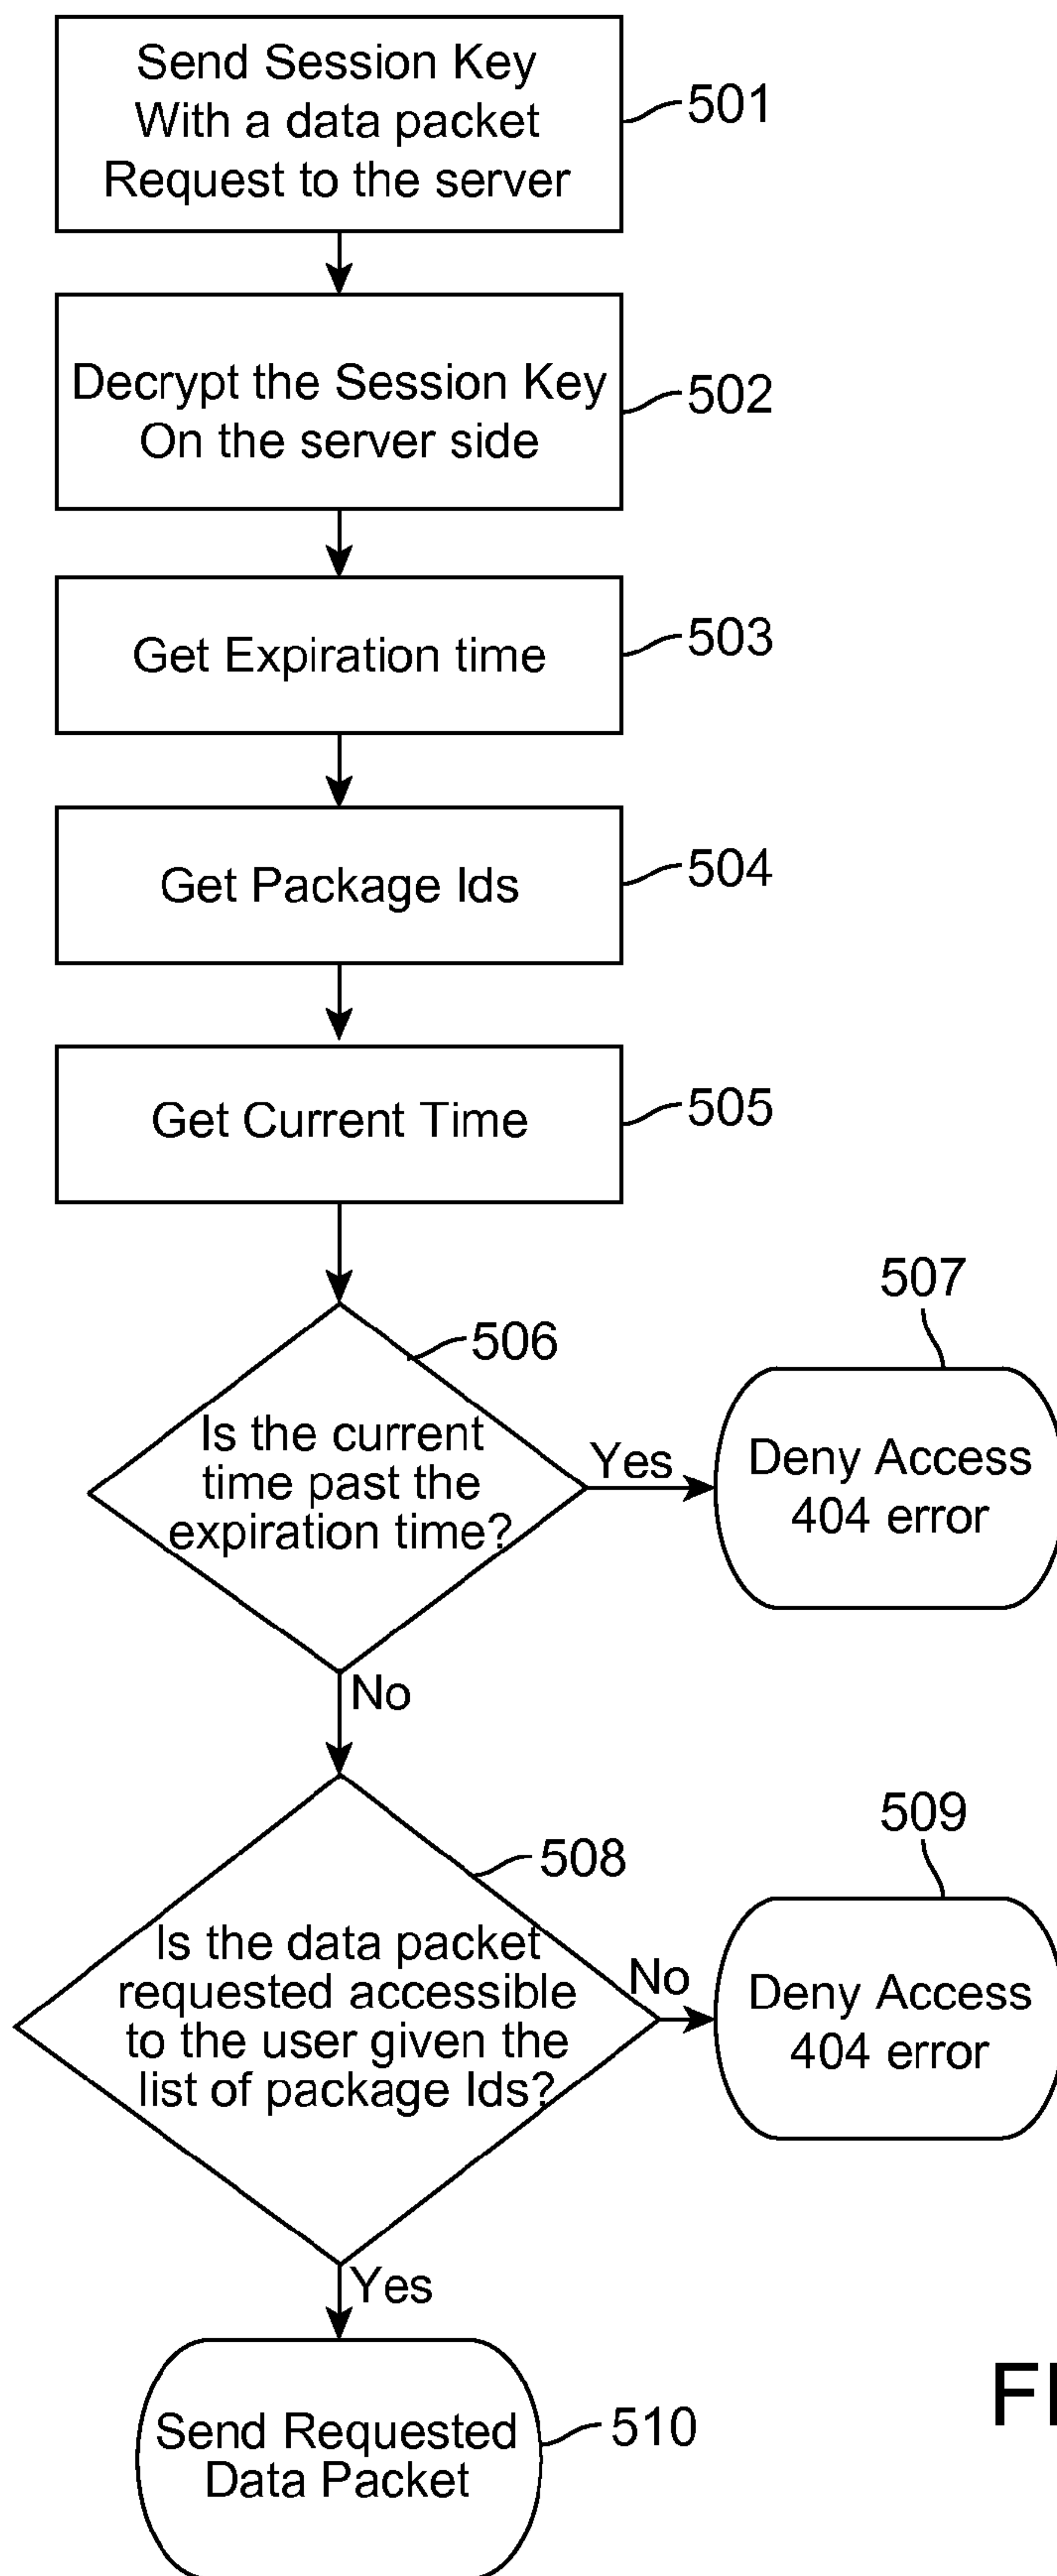 Send Session Key
With a data packet
Request to the server
501
Decrypt the Session Key
On the server side
502
Get Expiration time
503
Get Package Ids
504
Get Current Time
505
506
Is the current
time past the
expiration time?
Yes
507
Deny Access
404 error
No
508
Is the data packet
requested accessible
to the user given the
list of package Ids?
No
509
Deny Access
404 error
Yes
Send Requested
Data Packet
510